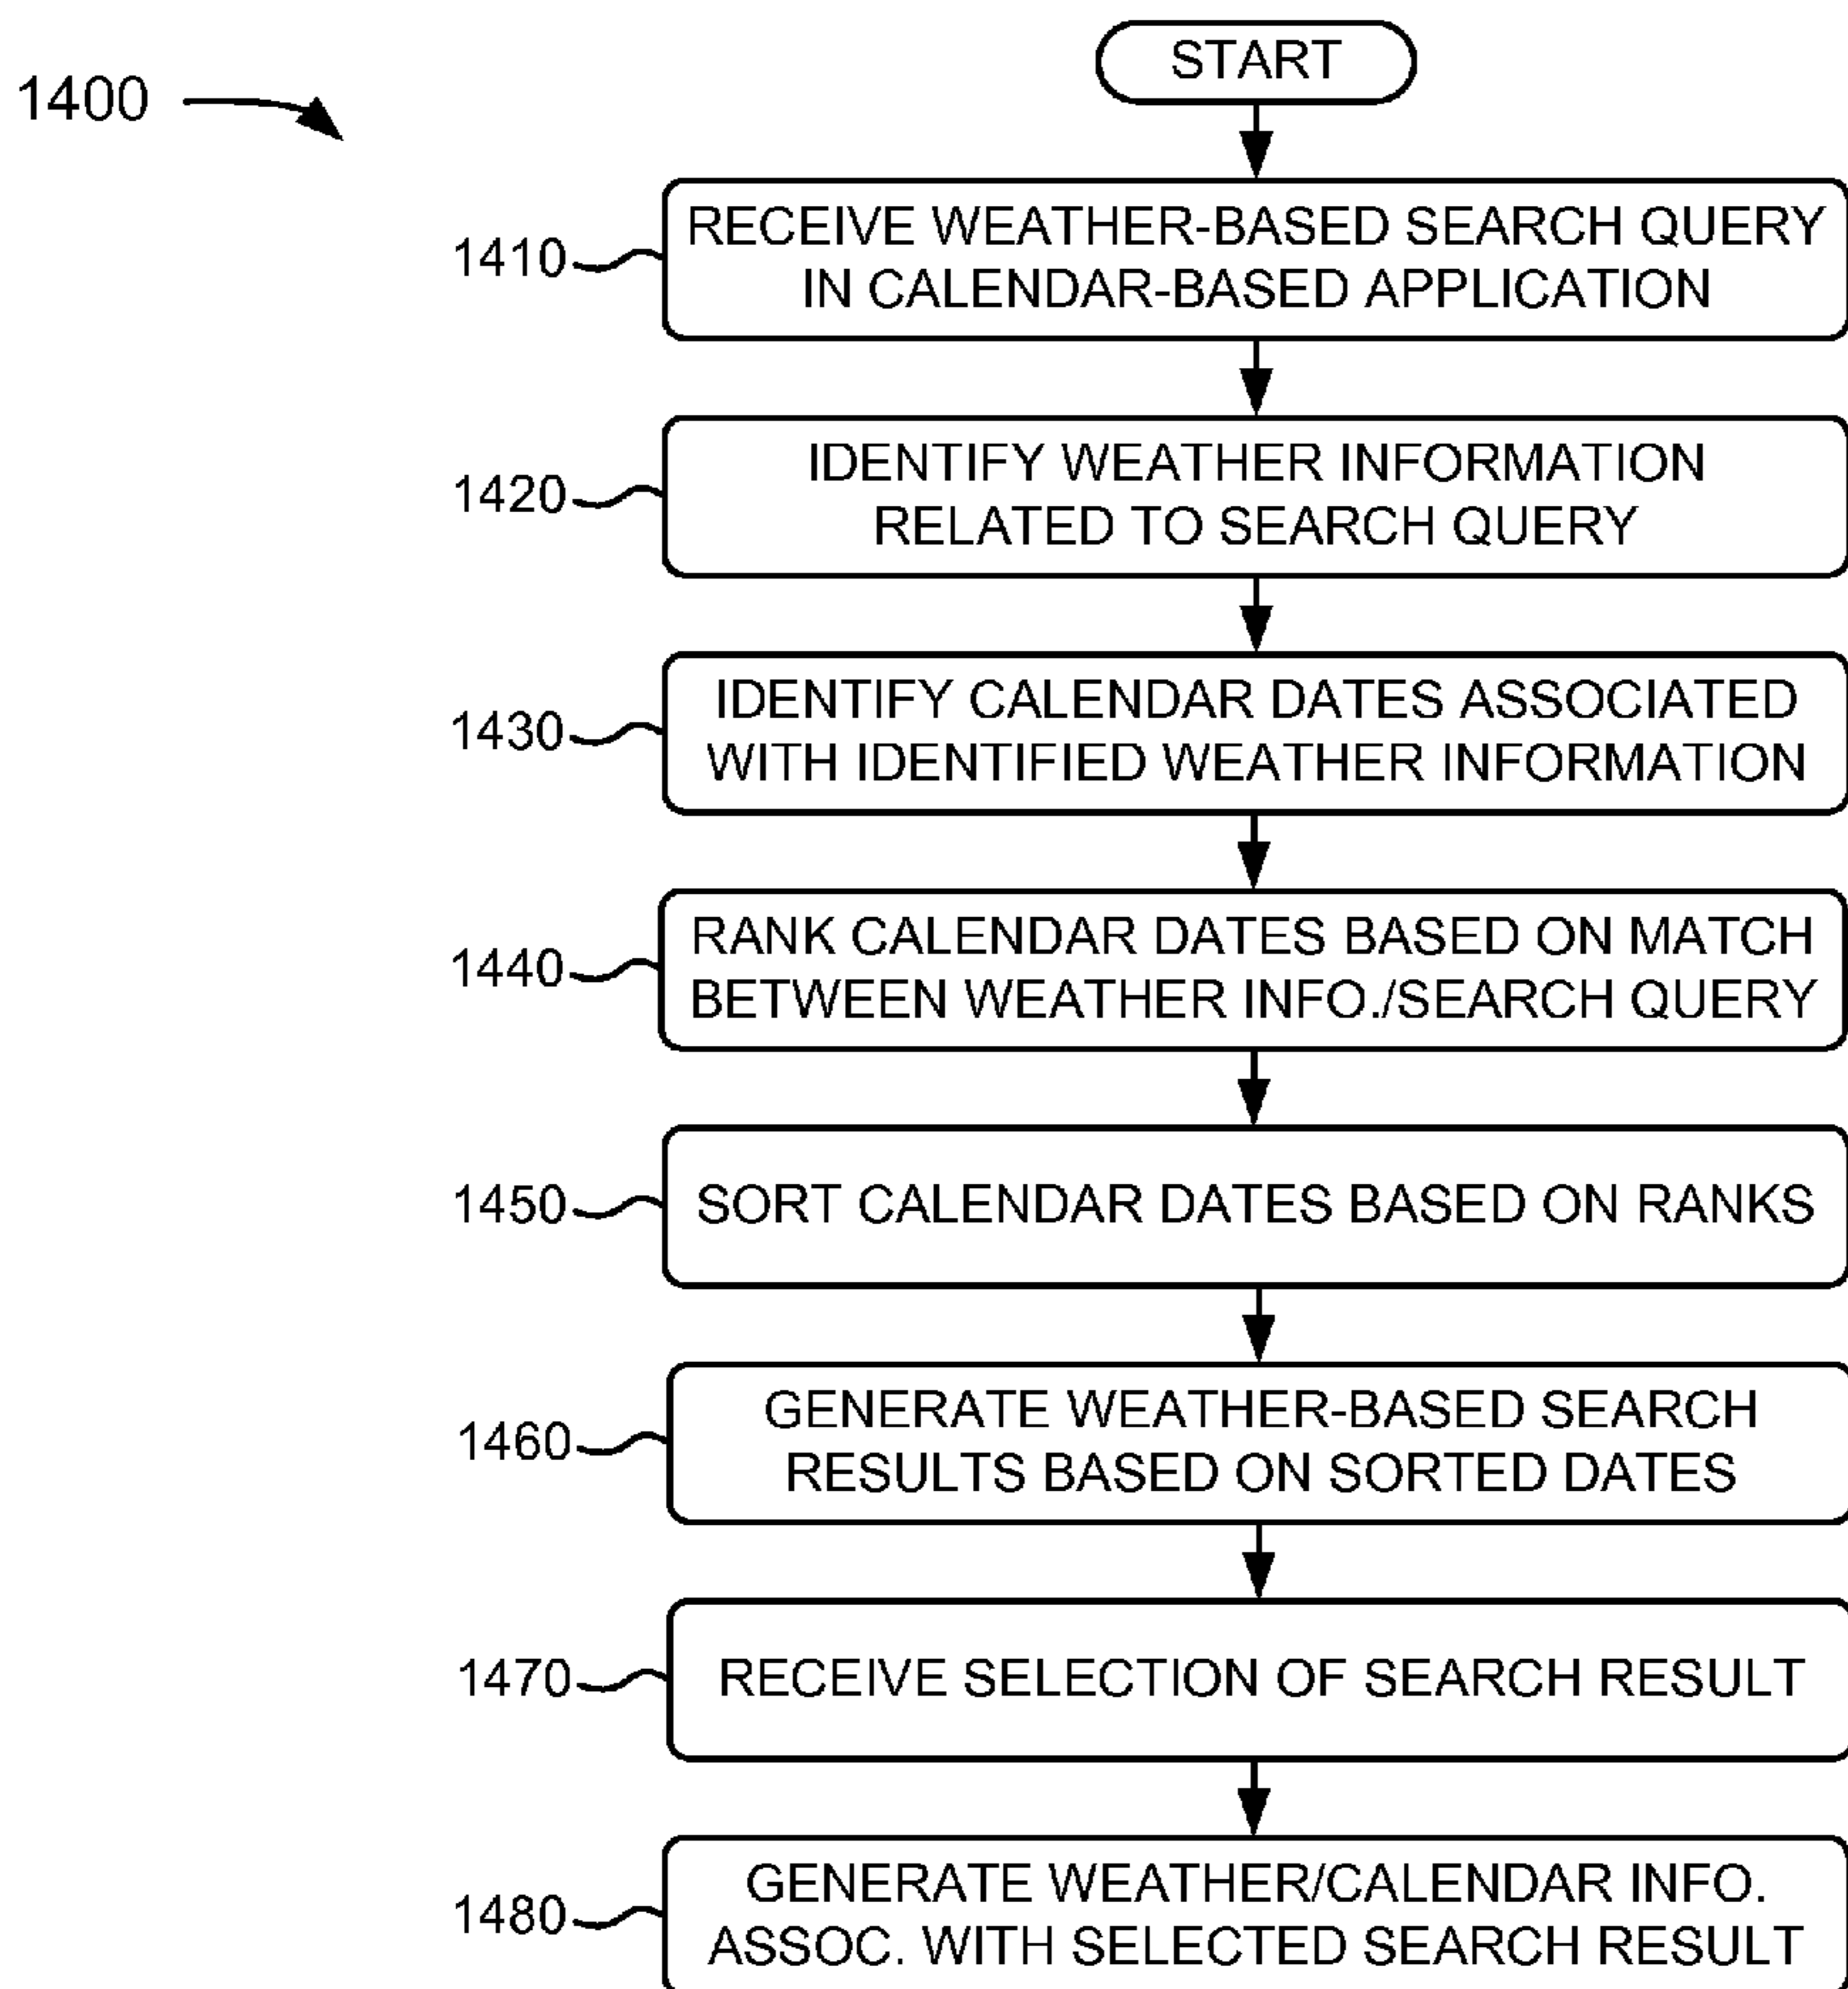 START
1400
1410
RECEIVE WEATHER-BASED SEARCH QUERY
IN CALENDAR-BASED APPLICATION
1420
IDENTIFY WEATHER INFORMATION
RELATED TO SEARCH QUERY
1430
IDENTIFY CALENDAR DATES ASSOCIATED
WITH IDENTIFIED WEATHER INFORMATION
1440
RANK CALENDAR DATES BASED ON MATCH
BETWEEN WEATHER INFO./SEARCH QUERY
1450
SORT CALENDAR DATES BASED ON RANKS
1460
GENERATE WEATHER-BASED SEARCH
RESULTS BASED ON SORTED DATES
1470
RECEIVE SELECTION OF SEARCH RESULT
1480
GENERATE WEATHER/CALENDAR INFO.
ASSOC. WITH SELECTED SEARCH RESULT